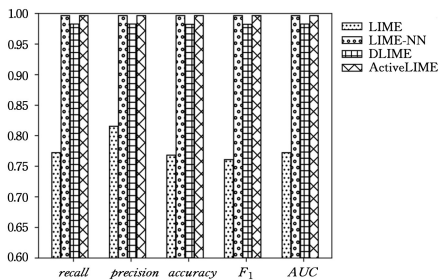 1.00
0.95
0.90
0.85
0.80
0.75
0.70
0.65
0.60
recall precision accuracy F1 AUC
LIME
LIME-NN
DLIME
ActiveLIME